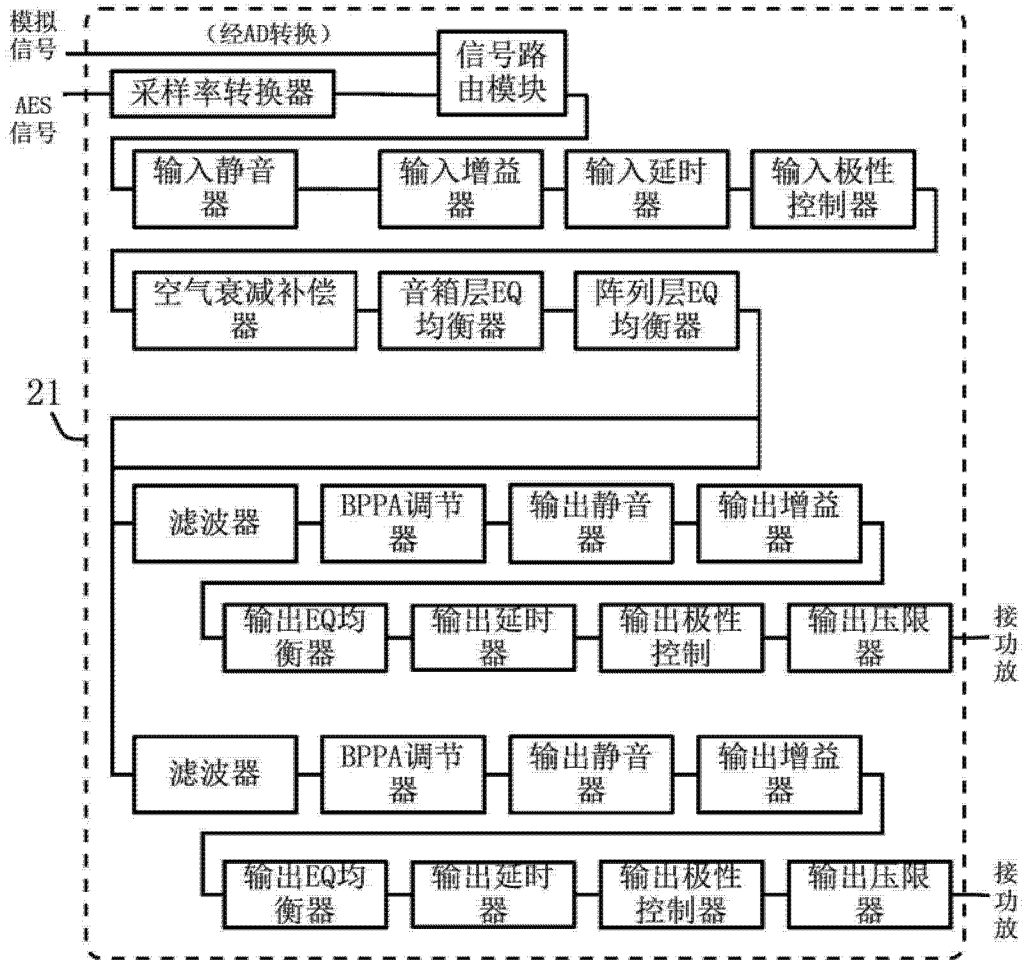 模拟
信号
（经AD转换）
信号路
由模块
AES
信号
采样率转换器
输入静音
器
输入增益
器
输入延时
器
输入极性
控制器
空气衰减补偿
器
音箱层EQ
均衡器
阵列层EQ
均衡器
21
滤波器
BPPA调节
器
输出静音
器
输出增益
器
输出EQ均
衡器
输出延时
器
输出极性
控制
输出压限
器
接
功
放
滤波器
BPPA调节
器
输出静音
器
输出增益
器
输出EQ均
衡器
输出延时
器
输出极性
控制器
输出压限
器
接
功
放